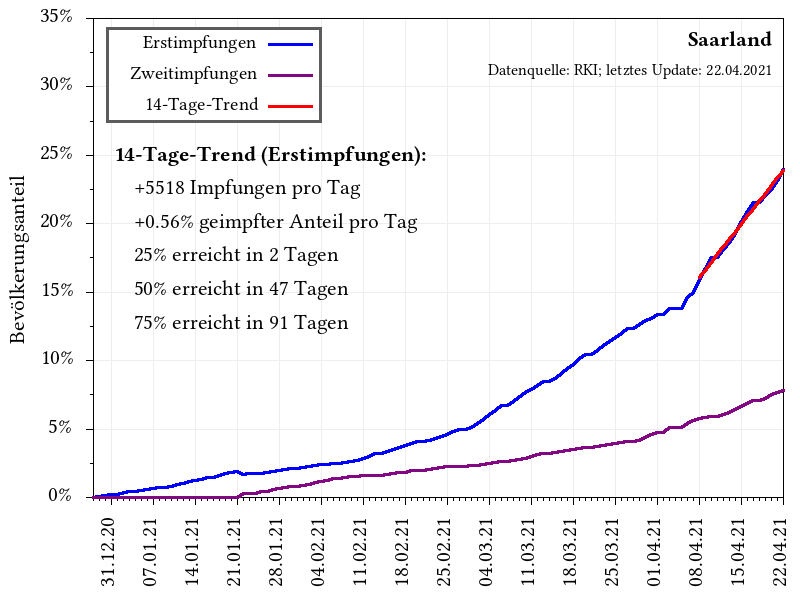 35%
30%
25%
20%
15%
10%
5%
0%
Bevölkerungsanteil
Erstimpfungen
Zweitimpfungen
14-Tage-Trend
Saarland
Datenquelle: RKI; letztes Update: 22.04.2021
14-Tage-Trend (Erstimpfungen):
+5518 Impfungen pro Tag
+0.56% geimpfter Anteil pro Tag
25% erreicht in 2 Tagen
50% erreicht in 47 Tagen
75% erreicht in 91 Tagen
31.12.20
07.01.21
14.01.21
21.01.21
28.01.21
04.02.21
11.02.21
18.02.21
25.02.21
04.03.21
11.03.21
18.03.21
25.03.21
01.04.21
08.04.21
15.04.21
22.04.21